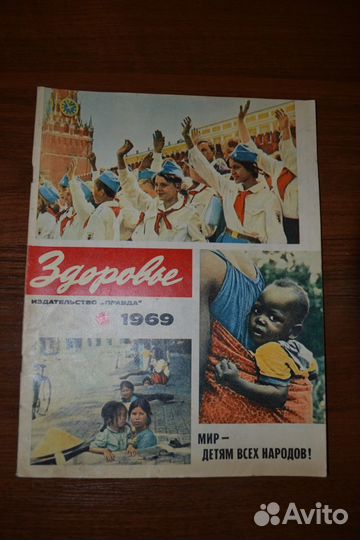 Здоровье
ИЗДАТЕЛЬСТВО „ПРАВДА"
1969
МИР –
ДЕТЯМ ВСЕХ НАРОДОВ!
Avito